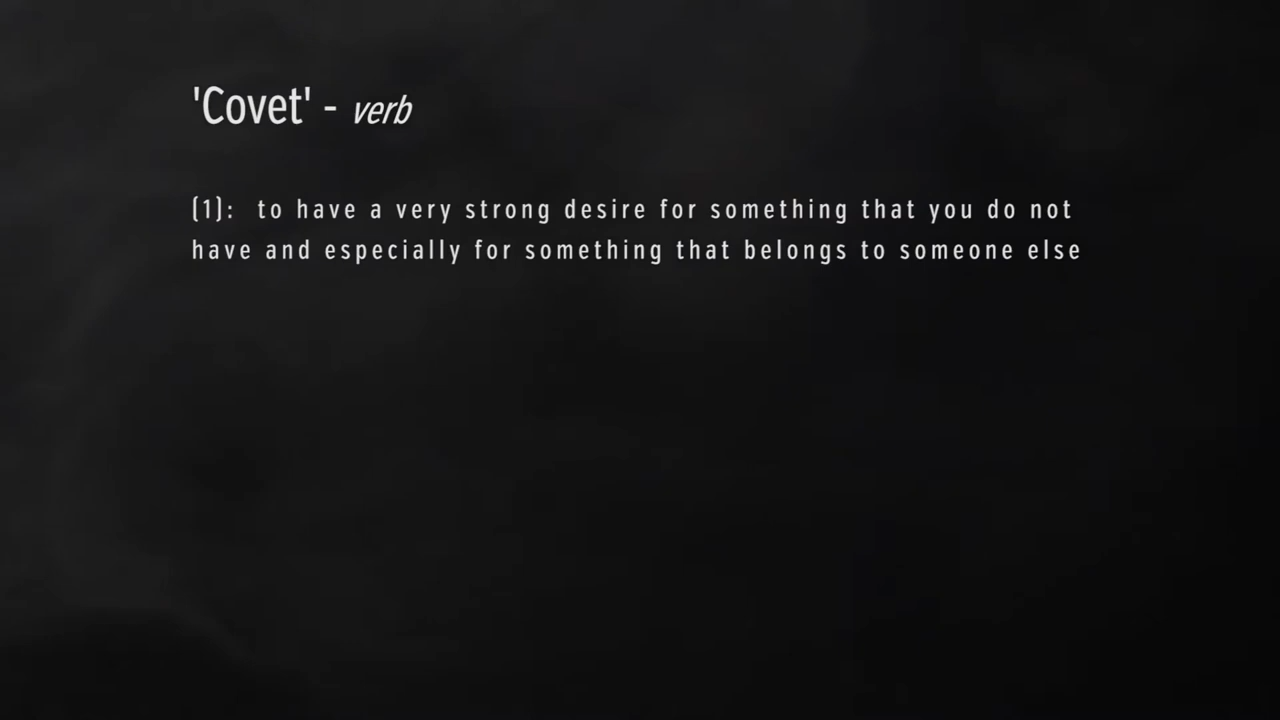 'Covet' - verb
(1): to have a very strong desire for something that you do not
have and especially for something that belongs to someone else